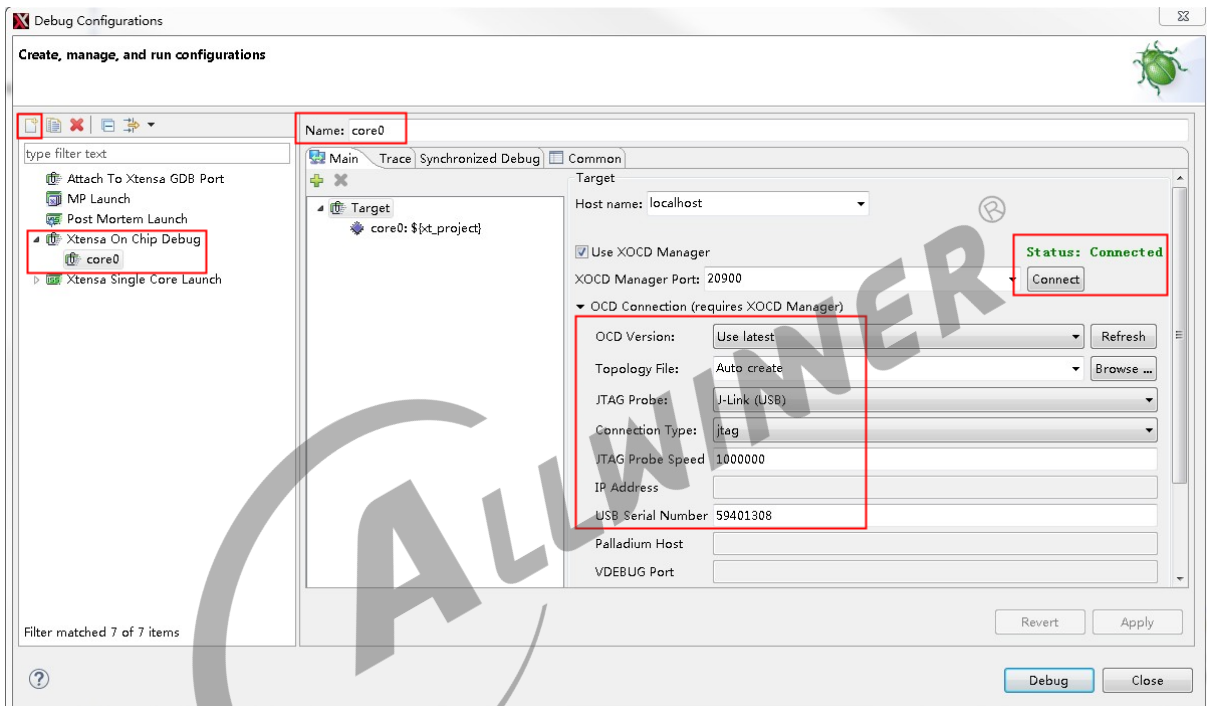 Debug Configurations
Create, manage, and run configurations
type filter text
Attach To Xtensa GDB Port
MP Launch
Post Mortem Launch
Xtensa On Chip Debug
core0
Xtensa Single Core Launch
Filter matched 7 of 7 items
Name: core0
Main Trace Synchronized Debug Common
Target
core0: ${xt_project}
Target
Host name: localhost
Use XOCD Manager
Status: Connected
XOCD Manager Port: 20900 Connect
OCD Connection (requires XOCD Manager)
OCD Version: Use latest Refresh
Topology File: Auto create Browse ...
JTAG Probe: J-Link (USB)
Connection Type: jtag
JTAG Probe Speed 1000000
IP Address
USB Serial Number 59401308
Palladium Host
VDEBUG Port
Revert Apply
Debug Close
ALLWINNER®